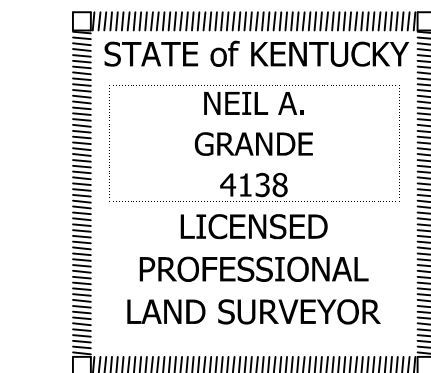 STATE of KENTUCKY
NEIL A.
GRANDE
4138
LICENSED
PROFESSIONAL
LAND SURVEYOR